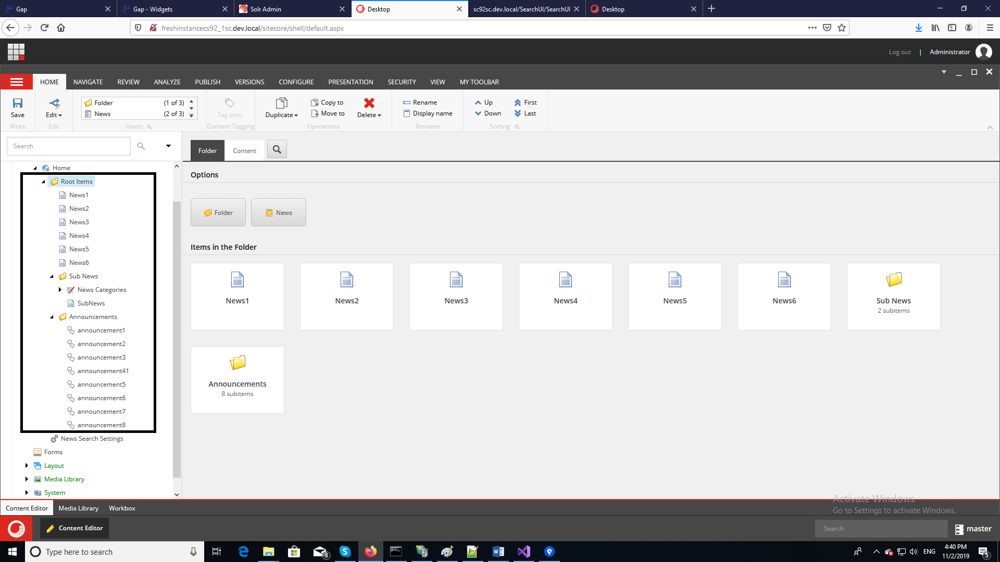 Gap
Gap - Widgets
Solr Admin
Desktop
sc92sc.dev.local/SearchUI/SearchUI
Desktop
freshinstancecs92_1sc.dev.local/sitecore/shell/default.aspx
Log out | Administrator
HOME NAVIGATE REVIEW ANALYZE PUBLISH VERSIONS CONFIGURE PRESENTATION SECURITY VIEW MY TOOLBAR
Save
Write
Edit
Edit
Folder (1 of 3)
News (2 of 3)
Insert
Tag item
Content Tagging
Duplicate
Copy to
Move to
Delete
Operations
Rename
Display name
Rename
Up
Down
First
Last
Sorting
Search
Home
Root Items
News1
News2
News3
News4
News5
News6
Sub News
News Categories
SubNews
Announcements
announcement1
announcement2
announcement3
announcement41
announcement5
announcement6
announcement7
announcement8
News Search Settings
Forms
Layout
Media Library
System
Folder Content
Options
Folder
News
Items in the Folder
News1
News2
News3
News4
News5
News6
Sub News
2 subitems
Announcements
8 subitems
Activate Windows
Go to Settings to activate Windows.
Content Editor Media Library Workbox
Content Editor
Search
master
Type here to search
3
ENG
4:40 PM
11/2/2019
5